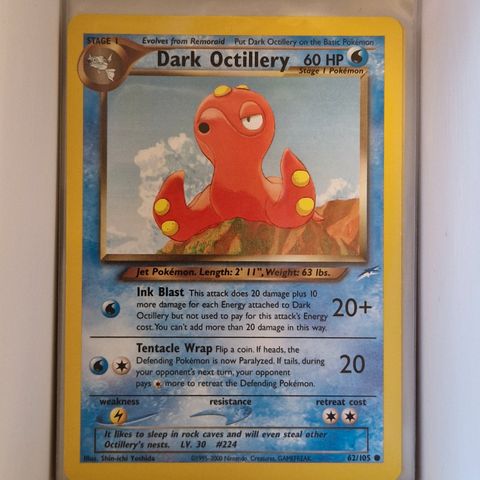 STAGE 1 Evolves from Remoraid Put Dark Octillery on the Basic Pokémon
Dark Octillery 60 HP
Stage 1 Pokémon
Jet Pokémon. Length: 2' 11", Weight: 63 lbs.
Ink Blast This attack does 20 damage plus 10
more damage for each Energy attached to Dark
Octillery but not used to pay for this attack's Energy
cost. You can't add more than 20 damage in this way.
20+
Tentacle Wrap Flip a coin. If heads, the
Defending Pokémon is now Paralyzed. If tails, during
your opponent's next turn, your opponent
pays more to retreat the Defending Pokémon.
20
weakness resistance retreat cost
It likes to sleep in rock caves and will even steal other
Octillery's nests. LV. 30 #224
Illus. Shin-ichi Yoshida ©1995-2000 Nintendo, Creatures, GAMEFREAK. 62/105